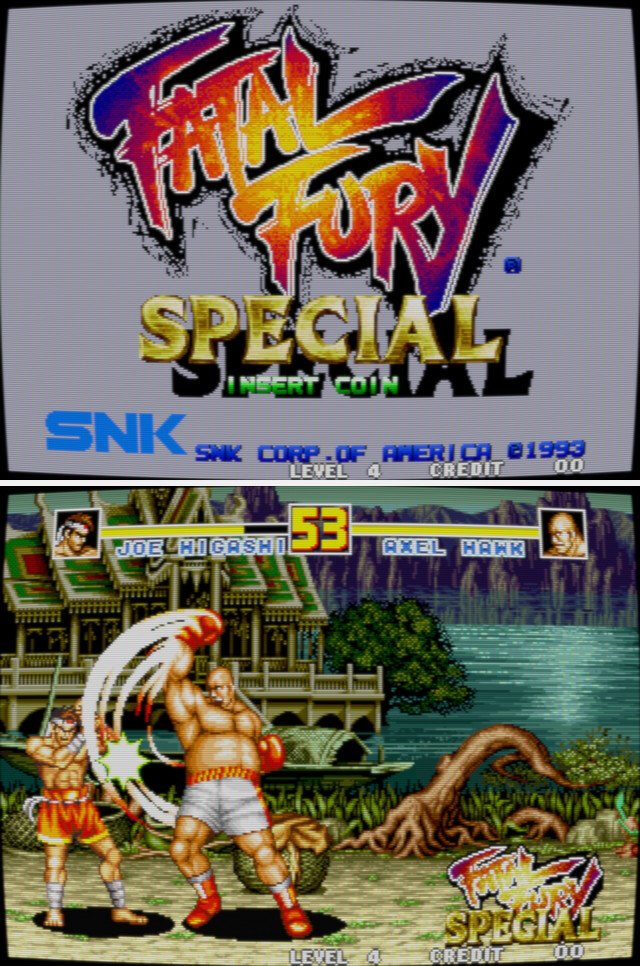 FATAL
FURY
®
SPECIAL
INSERT COIN
SNK
SNK CORP. OF AMERICA ©1993
LEVEL 4 CREDIT 00
53
JOE HIGASHI AXEL HAWK
FATAL
FURY
SPECIAL
LEVEL 4 CREDIT 00